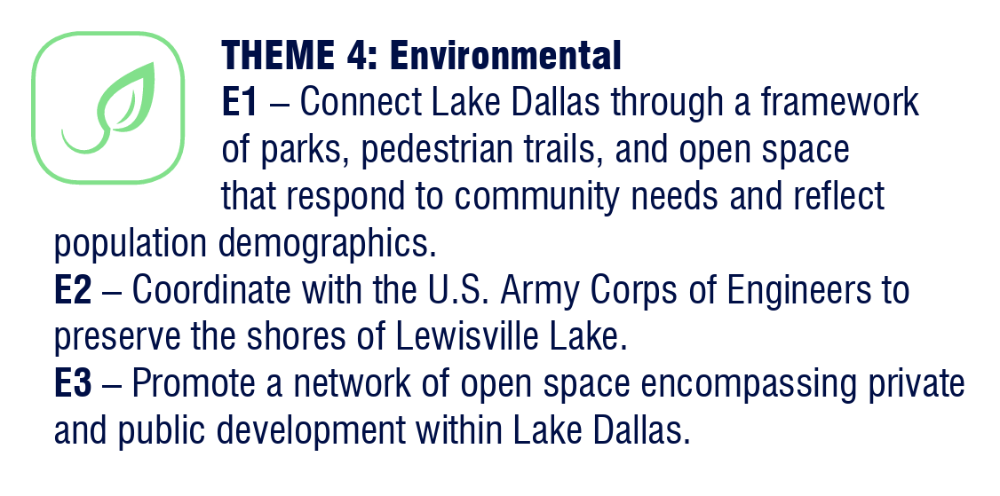 THEME 4: Environmental
E1 – Connect Lake Dallas through a framework
of parks, pedestrian trails, and open space
that respond to community needs and reflect
population demographics.
E2 – Coordinate with the U.S. Army Corps of Engineers to
preserve the shores of Lewisville Lake.
E3 – Promote a network of open space encompassing private
and public development within Lake Dallas.